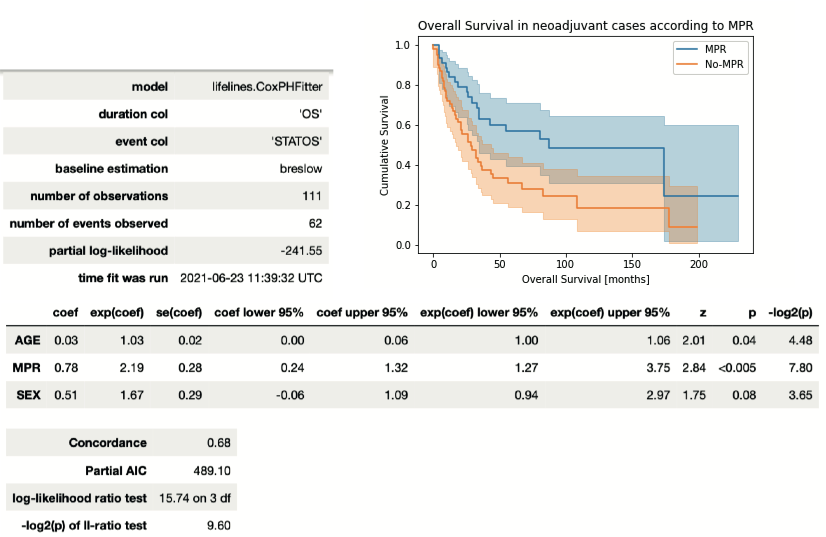 model lifelines.CoxPHFitter
duration col 'OS'
event col 'STATOS'
baseline estimation breslow
number of observations 111
number of events observed 62
partial log-likelihood -241.55
time fit was run 2021-06-23 11:39:32 UTC
Overall Survival in neoadjuvant cases according to MPR
MPR
No-MPR
1.0
0.8
0.6
0.4
0.2
0.0
Cumulative Survival
0 50 100 150 200
Overall Survival [months]
coef exp(coef) se(coef) coef lower 95% coef upper 95% exp(coef) lower 95% exp(coef) upper 95% z p -log2(p)
AGE 0.03 1.03 0.02 0.00 0.06 1.00 1.06 2.01 0.04 4.48
MPR 0.78 2.19 0.28 0.24 1.32 1.27 3.75 2.84 <0.005 7.80
SEX 0.51 1.67 0.29 -0.06 1.09 0.94 2.97 1.75 0.08 3.65
Concordance 0.68
Partial AIC 489.10
log-likelihood ratio test 15.74 on 3 df
-log2(p) of ll-ratio test 9.60